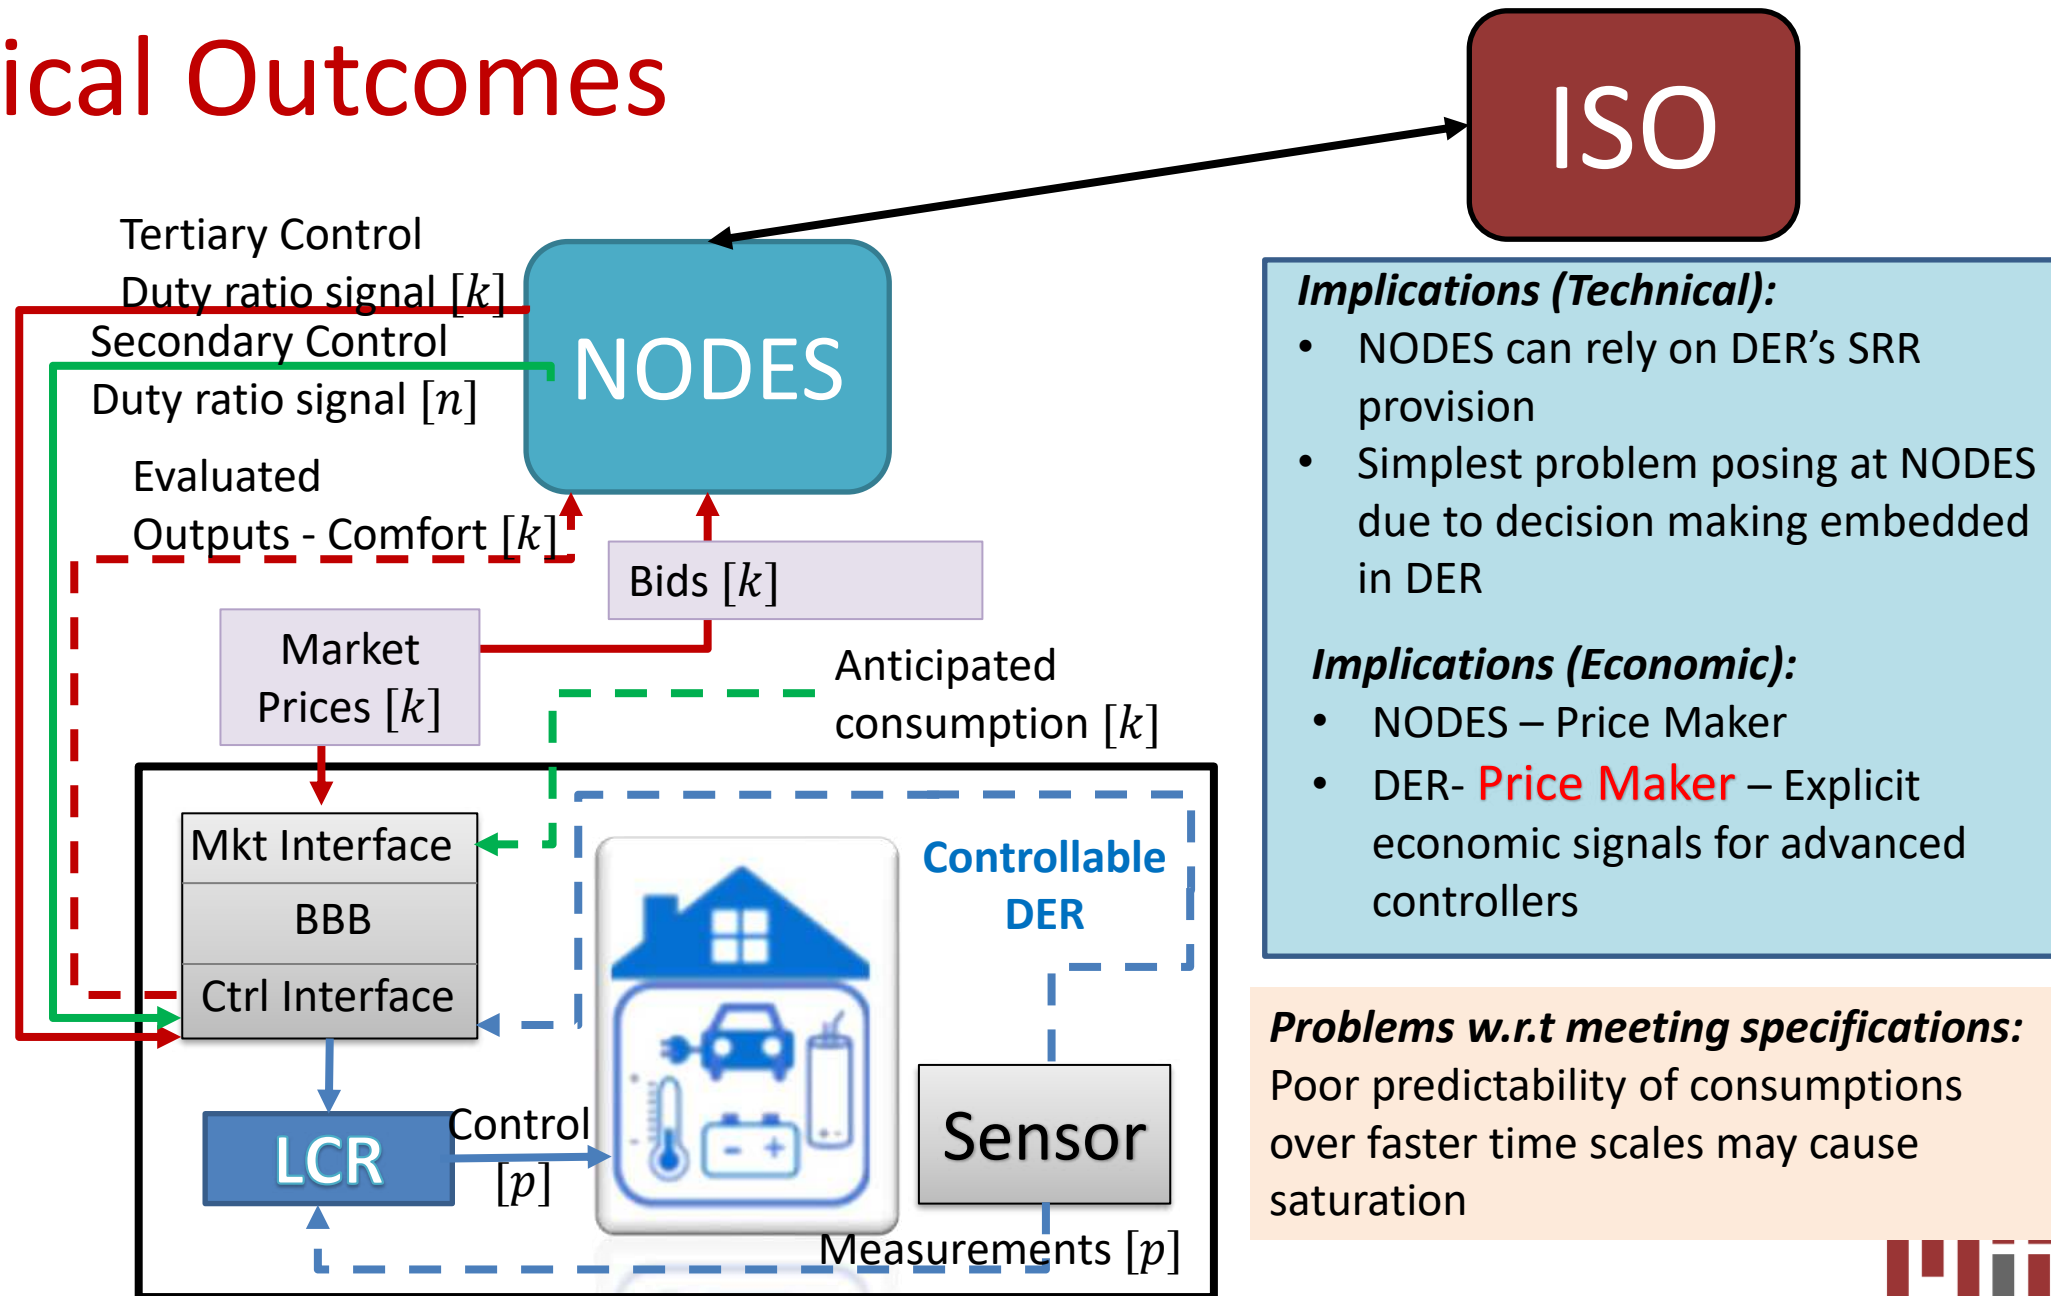 ical Outcomes
ISO
Tertiary Control
Duty ratio signal [k]
Secondary Control
Duty ratio signal [n]
NODES
Evaluated
Outputs - Comfort [k]
Bids [k]
Market
Prices [k]
Anticipated
consumption [k]
Mkt Interface
BBB
Ctrl Interface
Controllable
DER
LCR
Control
[p]
Sensor
Measurements [p]
Implications (Technical):
• NODES can rely on DER’s SRR
provision
• Simplest problem posing at NODES
due to decision making embedded
in DER
Implications (Economic):
• NODES – Price Maker
• DER- Price Maker – Explicit
economic signals for advanced
controllers
Problems w.r.t meeting specifications:
Poor predictability of consumptions
over faster time scales may cause
saturation